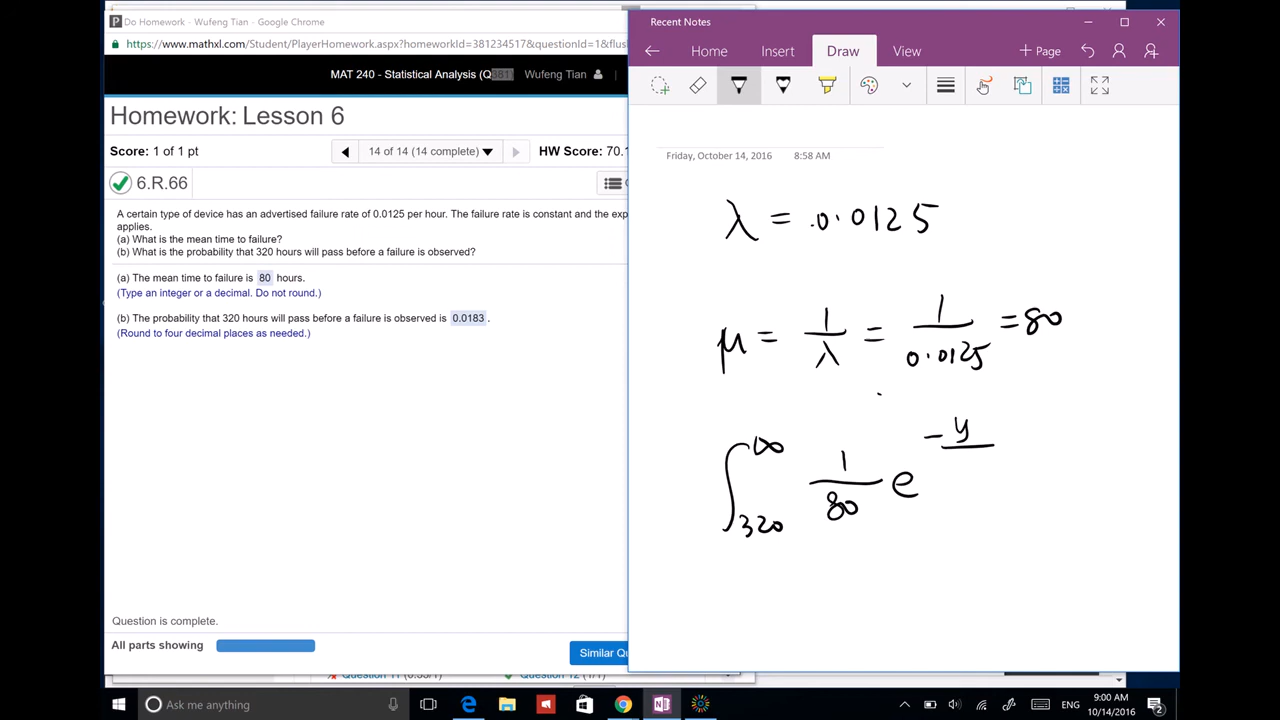 Do Homework - Wufeng Tian - Google Chrome
https://www.mathxl.com/Student/PlayerHomework.aspx?homeworkId=381234517&questionId=1&flus
MAT 240 - Statistical Analysis (Q381)
Wufeng Tian
Homework: Lesson 6
Score: 1 of 1 pt
14 of 14 (14 complete)
HW Score: 70.
6.R.66
A certain type of device has an advertised failure rate of 0.0125 per hour. The failure rate is constant and the exp
applies.
(a) What is the mean time to failure?
(b) What is the probability that 320 hours will pass before a failure is observed?
(a) The mean time to failure is 80 hours.
(Type an integer or a decimal. Do not round.)
(b) The probability that 320 hours will pass before a failure is observed is 0.0183.
(Round to four decimal places as needed.)
Question is complete.
All parts showing
Similar Qu
Recent Notes
Home Insert Draw View
+ Page
Friday, October 14, 2016 8:58 AM
λ = 0.0125
μ = 1/λ = 1/0.0125 = 80
∫ 320 ∞ 1/80 e -y
Ask me anything
ENG
9:00 AM
10/14/2016
2